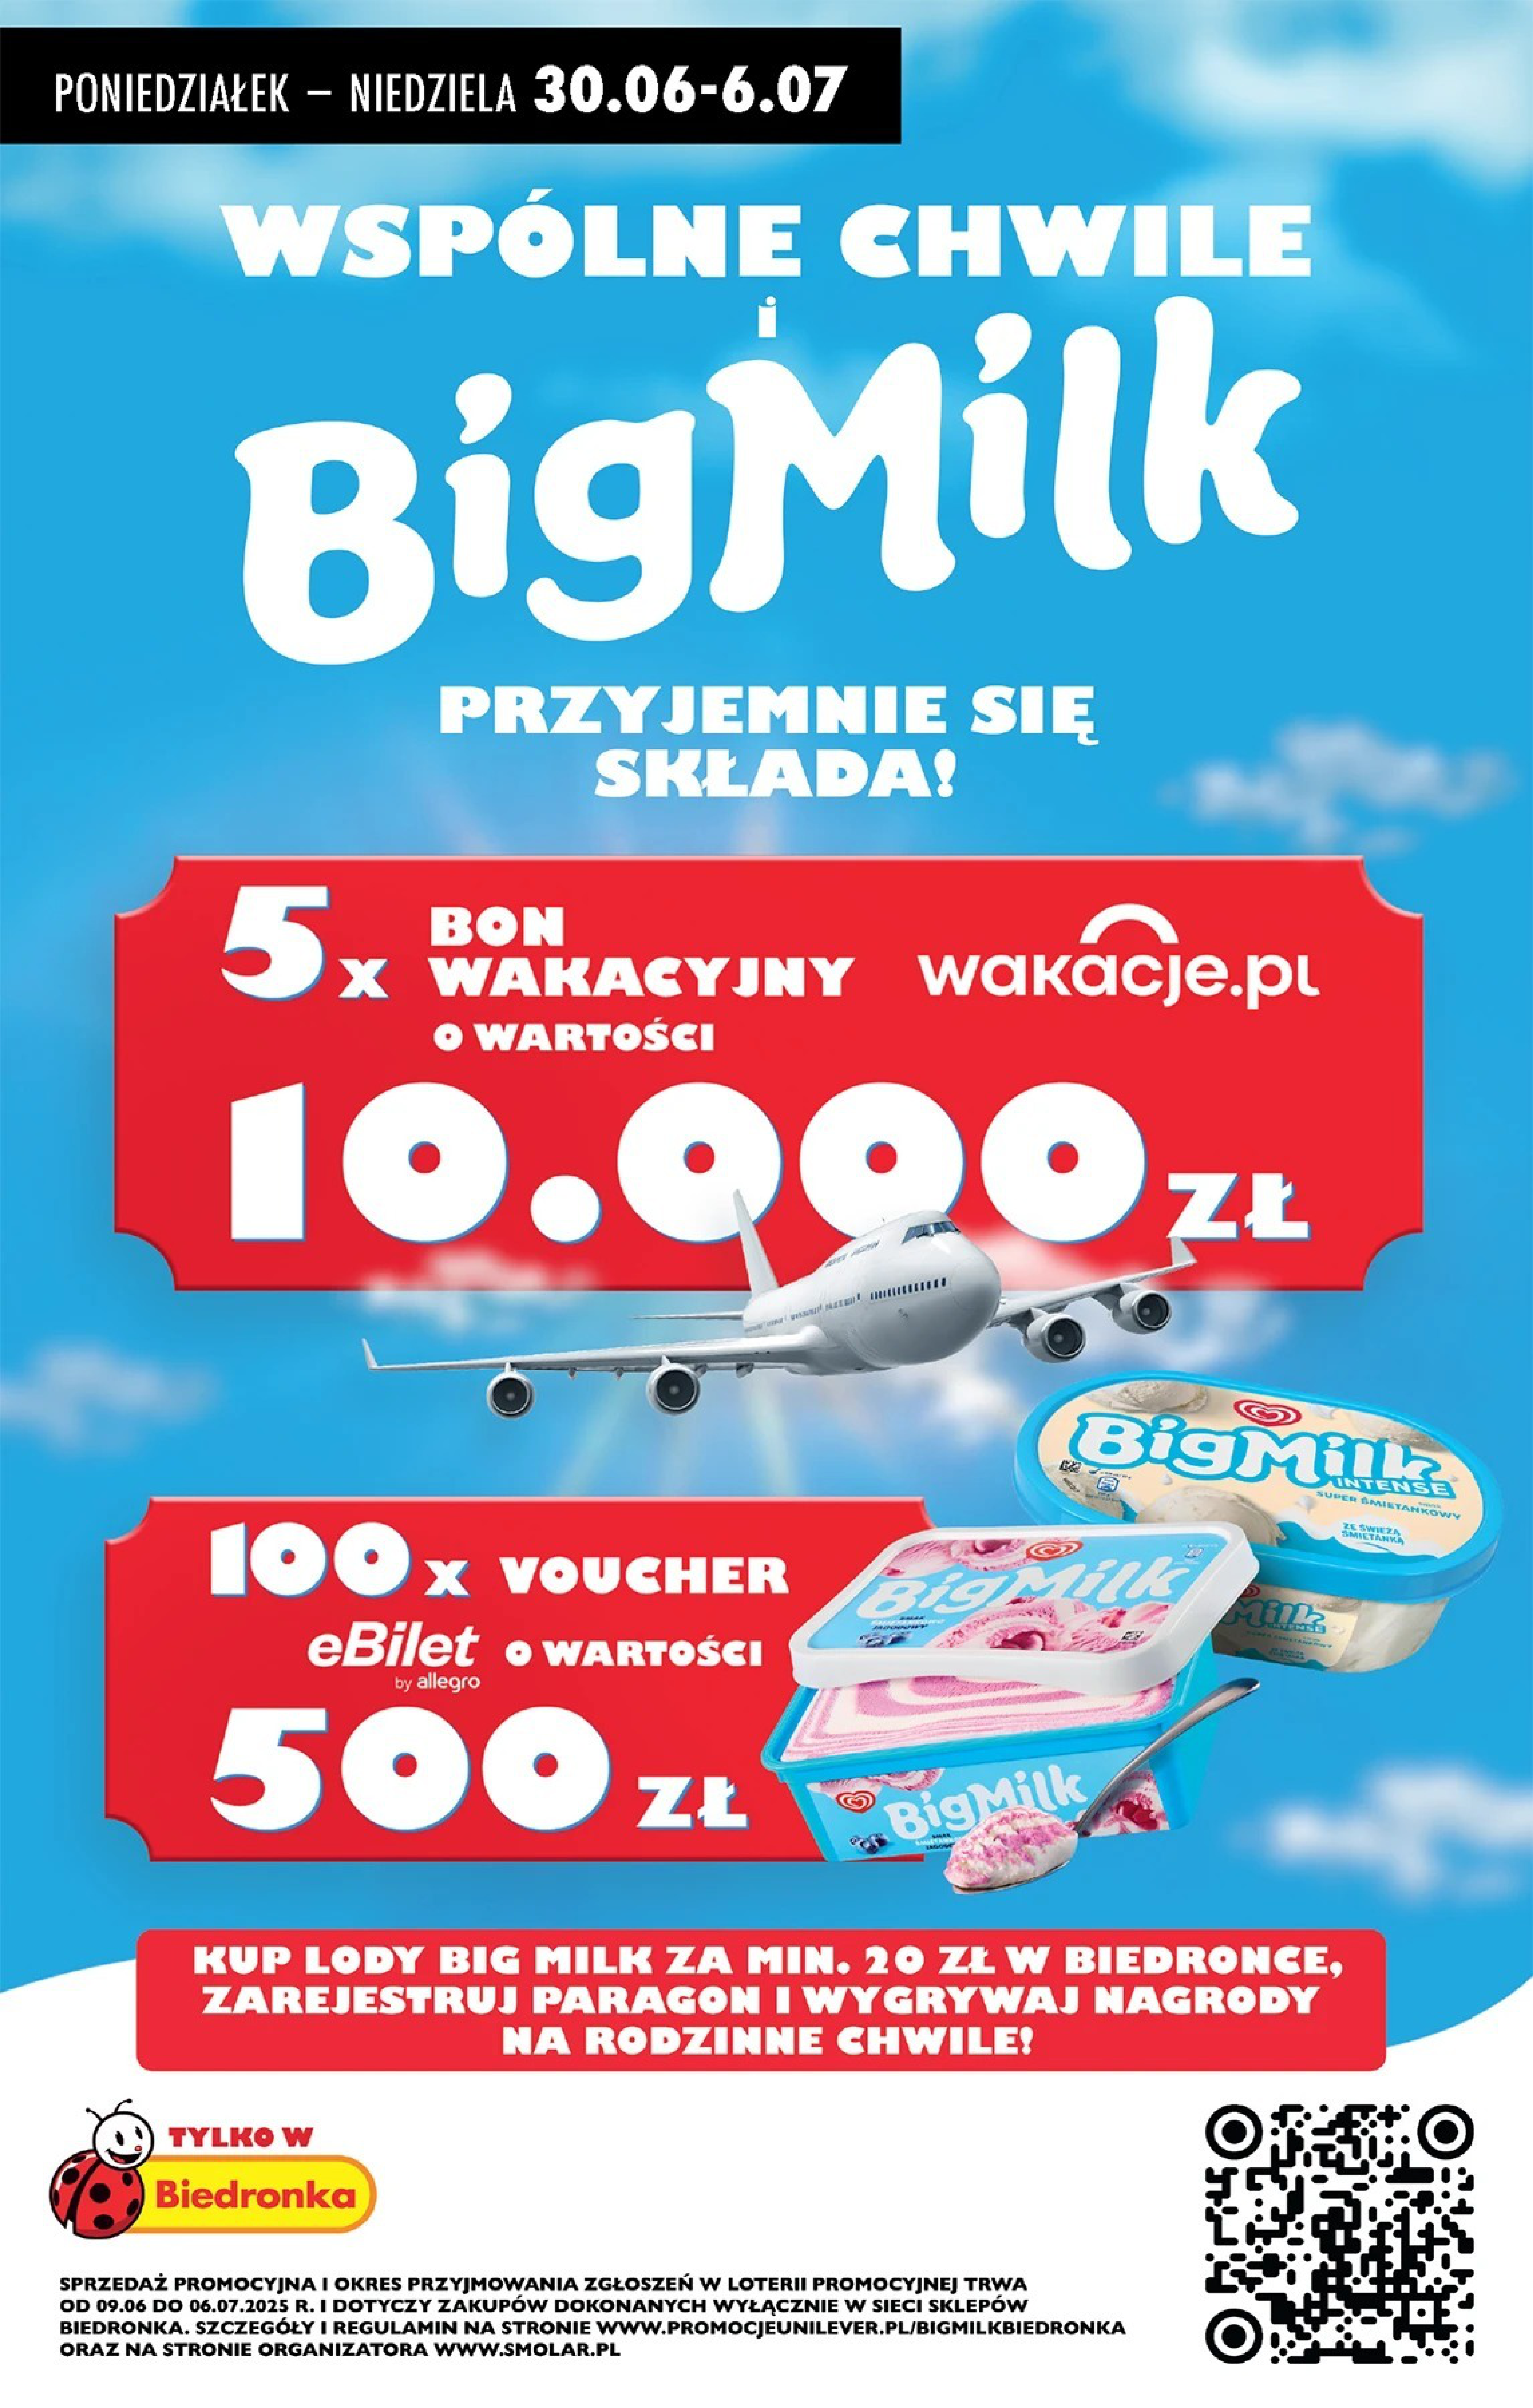 PONIEDZIAŁEK – NIEDZIELA 30.06-6.07
WSPÓLNE CHWILE
i
BigMilk
PRZYJEMNIE SIĘ
SKŁADA!
5x BON
WAKACYJNY
wakacje.pl
O WARTOŚCI
10.000 ZŁ
BigMilk
INTENSE
SUPER ŚMIETANKOWY
ZE ŚWIEŻĄ
ŚMIETANKĄ
Milk
INTENSE
100x VOUCHER
eBilet O WARTOŚCI
by allegro
500 ZŁ
BigMilk
JAGODOWY
BigMilk
KUP LODY BIG MILK ZA MIN. 20 ZŁ W BIEDRONCE,
ZAREJESTRUJ PARAGON I WYGRYWAJ NAGRODY
NA RODZINNE CHWILE!
TYLKO W
Biedronka
SPRZEDAŻ PROMOCYJNA I OKRES PRZYJMOWANIA ZGŁOSZEŃ W LOTERII PROMOCYJNEJ TRWA
OD 09.06 DO 06.07.2025 R. I DOTYCZY ZAKUPÓW DOKONANYCH WYŁĄCZNIE W SIECI SKLEPÓW
BIEDRONKA. SZCZEGÓŁY I REGULAMIN NA STRONIE WWW.PROMOCJEUNILEVER.PL/BIGMILKBIEDRONKA
ORAZ NA STRONIE ORGANIZATORA WWW.SMOLAR.PL